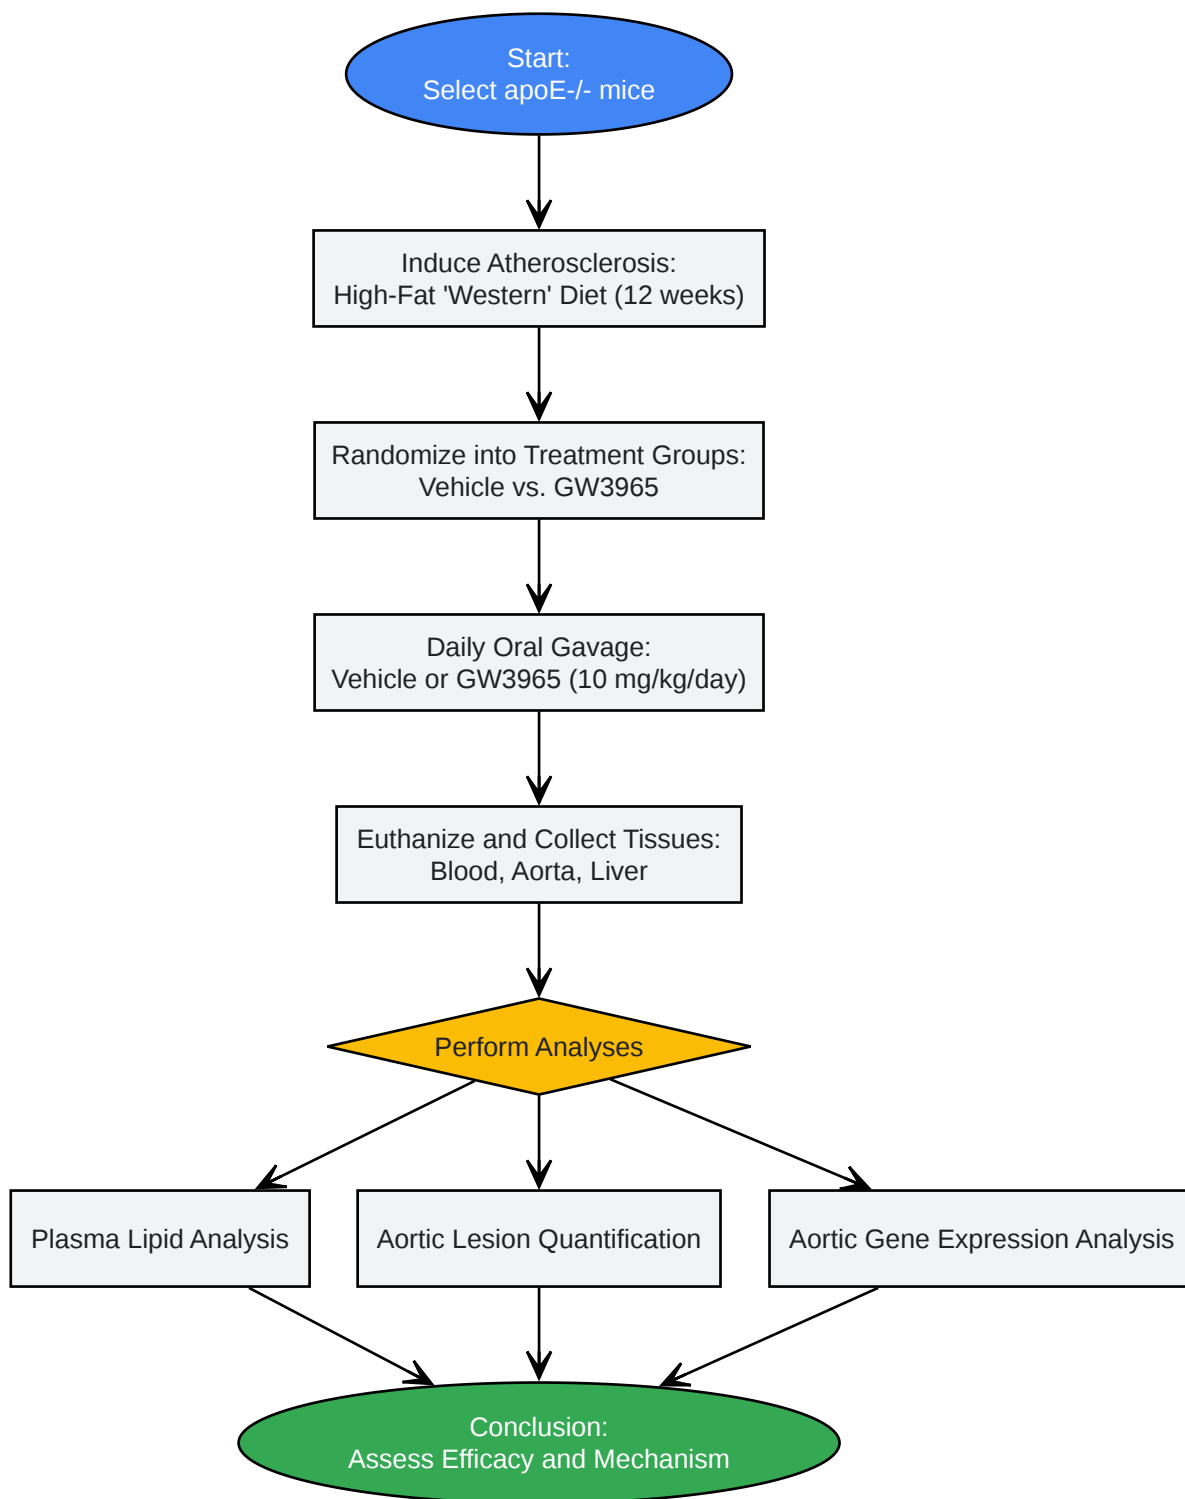 Start:
Select apoE-/- mice
Induce Atherosclerosis:
High-Fat 'Western' Diet (12 weeks)
Randomize into Treatment Groups:
Vehicle vs. GW3965
Daily Oral Gavage:
Vehicle or GW3965 (10 mg/kg/day)
Euthanize and Collect Tissues:
Blood, Aorta, Liver
Perform Analyses
Plasma Lipid Analysis
Aortic Lesion Quantification
Aortic Gene Expression Analysis
Conclusion:
Assess Efficacy and Mechanism